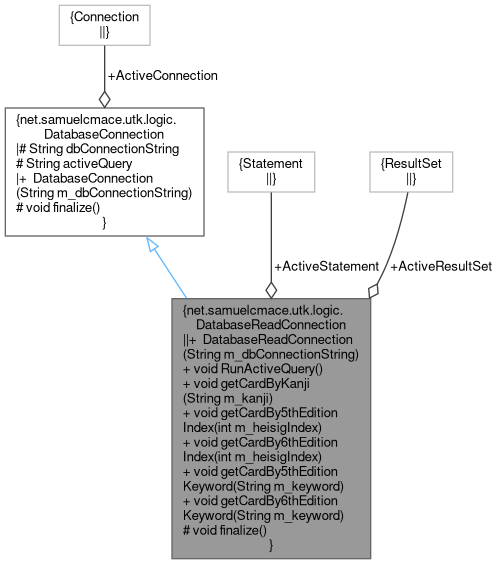 {Connection
||}
+ActiveConnection
{net.samuelcmace.utk.logic.
DatabaseConnection
|# String dbConnectionString
# String activeQuery
|+ DatabaseConnection
(String m_dbConnectionString)
# void finalize()
}
{Statement
||}
{ResultSet
||}
+ActiveStatement
+ActiveResultSet
{net.samuelcmace.utk.logic.
DatabaseReadConnection
||+ DatabaseReadConnection
(String m_dbConnectionString)
+ void RunActiveQuery()
+ void getCardByKanji
(String m_kanji)
+ void getCardBy5thEdition
Index(int m_heisigIndex)
+ void getCardBy6thEdition
Index(int m_heisigIndex)
+ void getCardBy5thEdition
Keyword(String m_keyword)
+ void getCardBy6thEdition
Keyword(String m_keyword)
# void finalize()
}